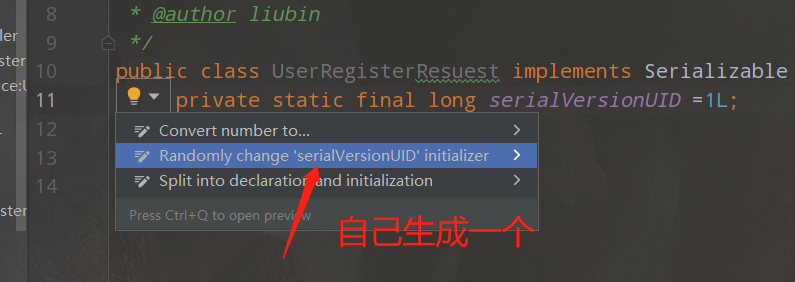 ller
ster
ce:U
ster
8 * @author liubin
9 */
10 public class UserRegisterResuest implements Serializable
11 private static final long serialVersionUID =1L;
12 Convert number to...
13 Randomly change 'serialVersionUID' initializer
14 Split into declaration and initialization
Press Ctrl+Q to open preview
自己生成一个